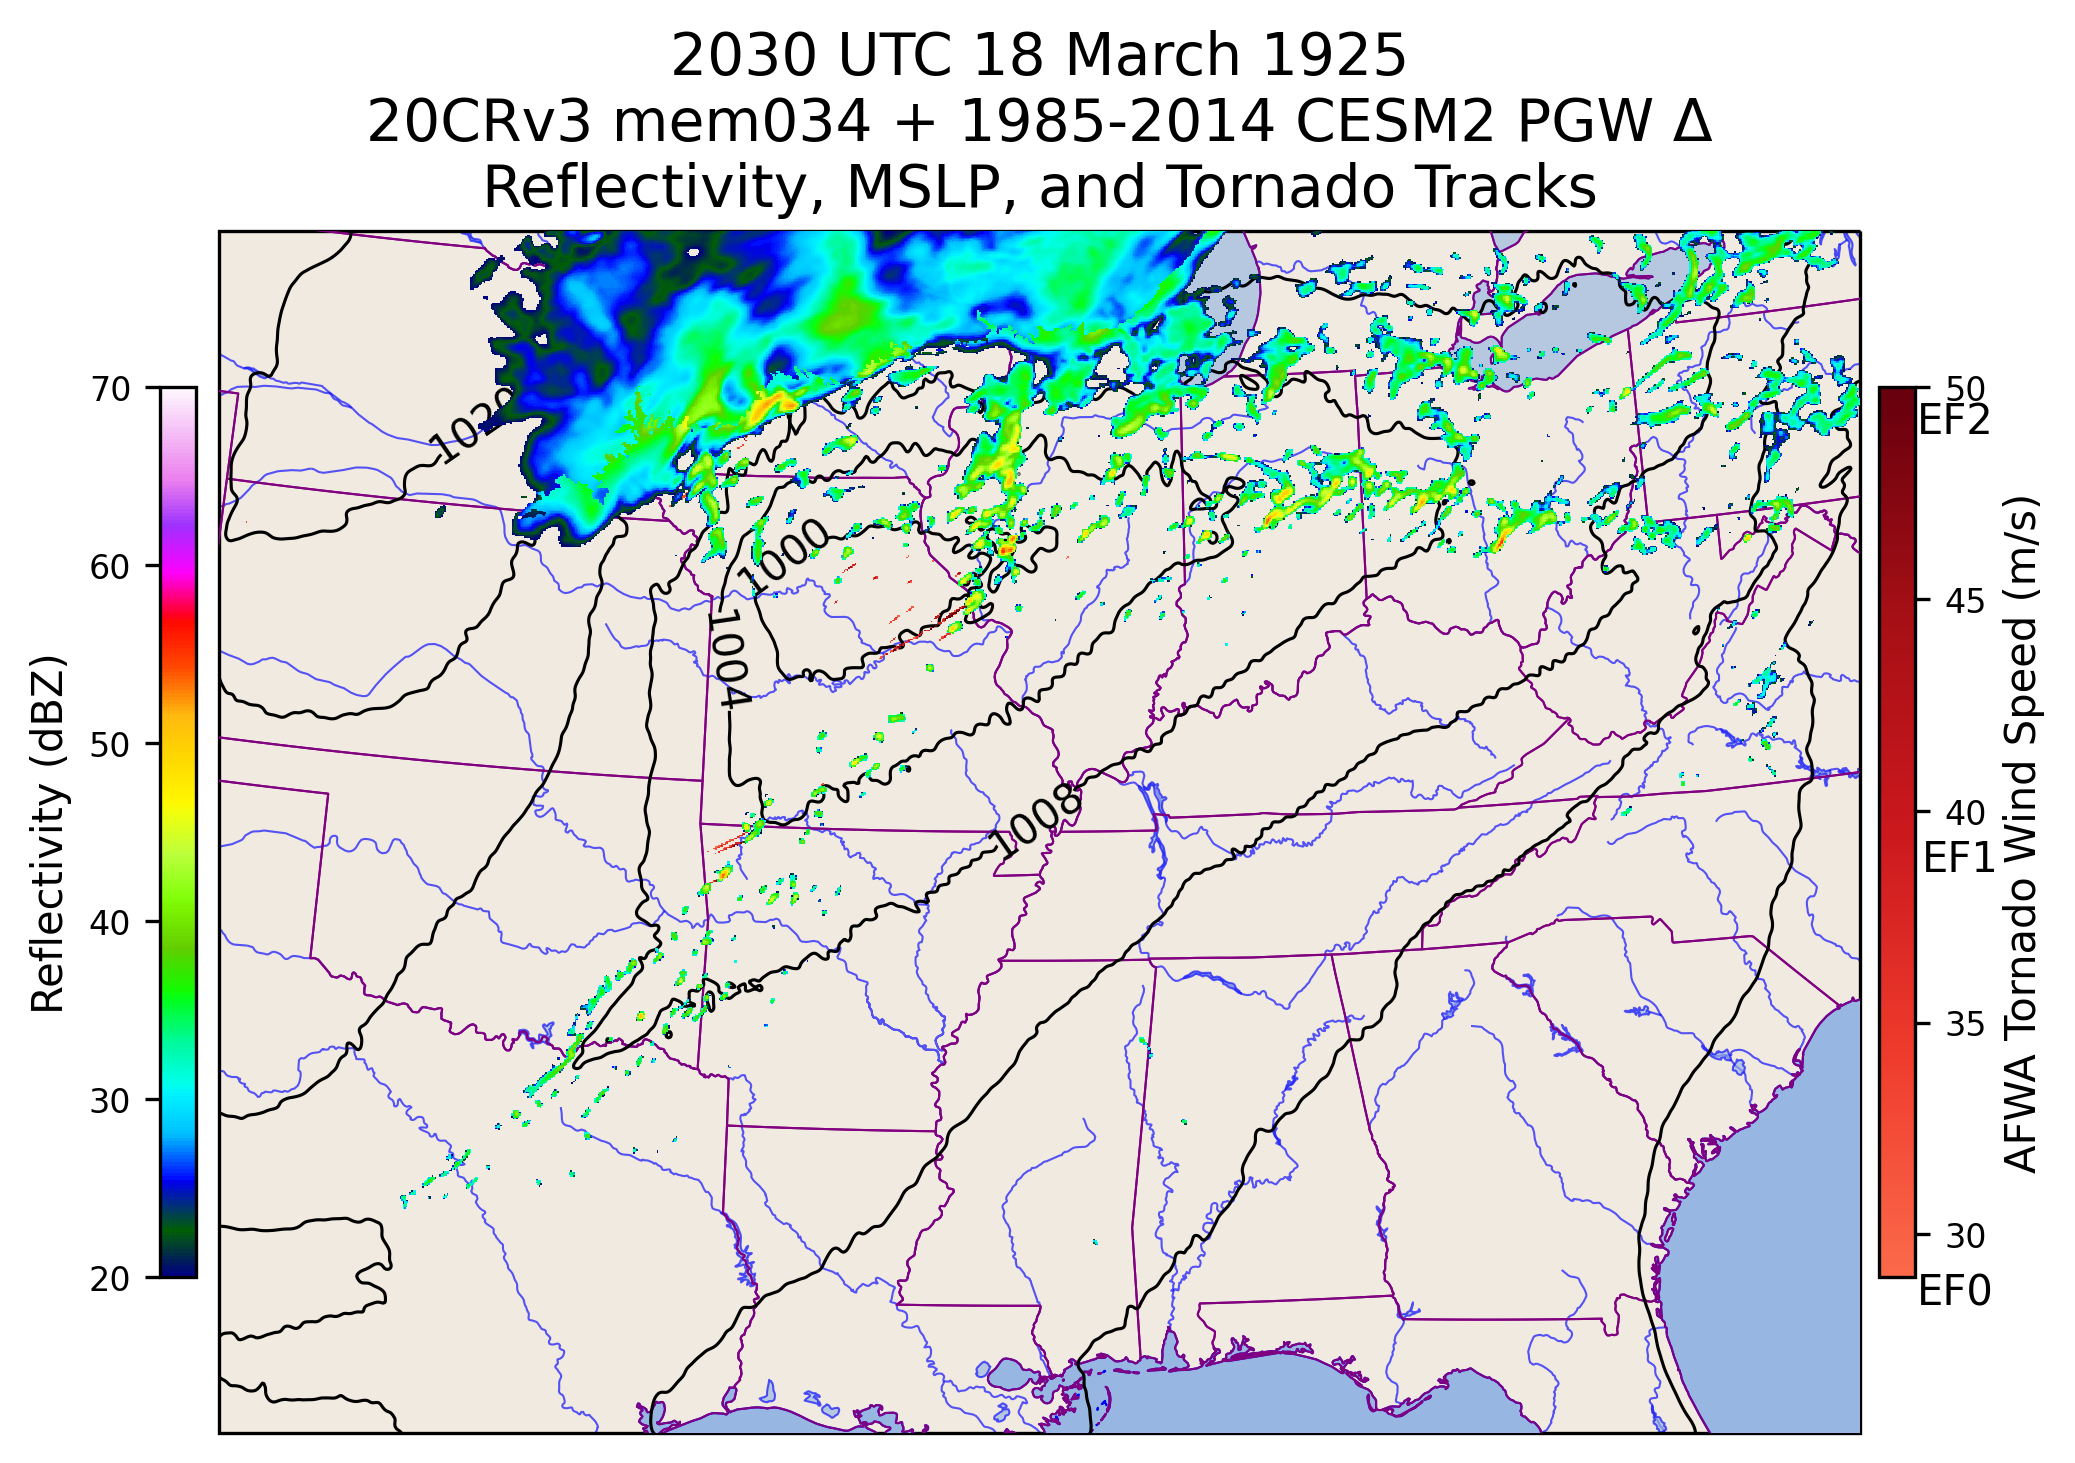 2030 UTC 18 March 1925
20CRv3 mem034 + 1985-2014 CESM2 PGW Δ
Reflectivity, MSLP, and Tornado Tracks
70
60
50
40
30
20
Reflectivity (dBZ)
1020
1000
1004
1008
50
EF2
45
40
EF1
35
30
EF0
AFWA Tornado Wind Speed (m/s)